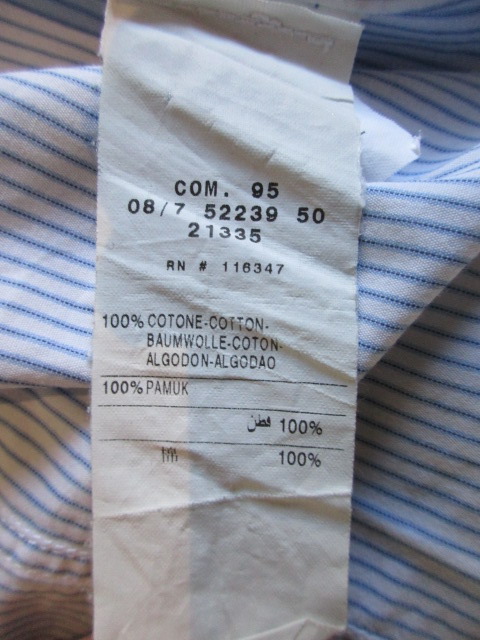 COM. 95
08/7 52239 50
21335
RN # 116347
100% COTONE-COTTON-
BAUMWOLLE-COTON-
ALGODON-ALGODAO
100% PAMUK
100% قطن
100%